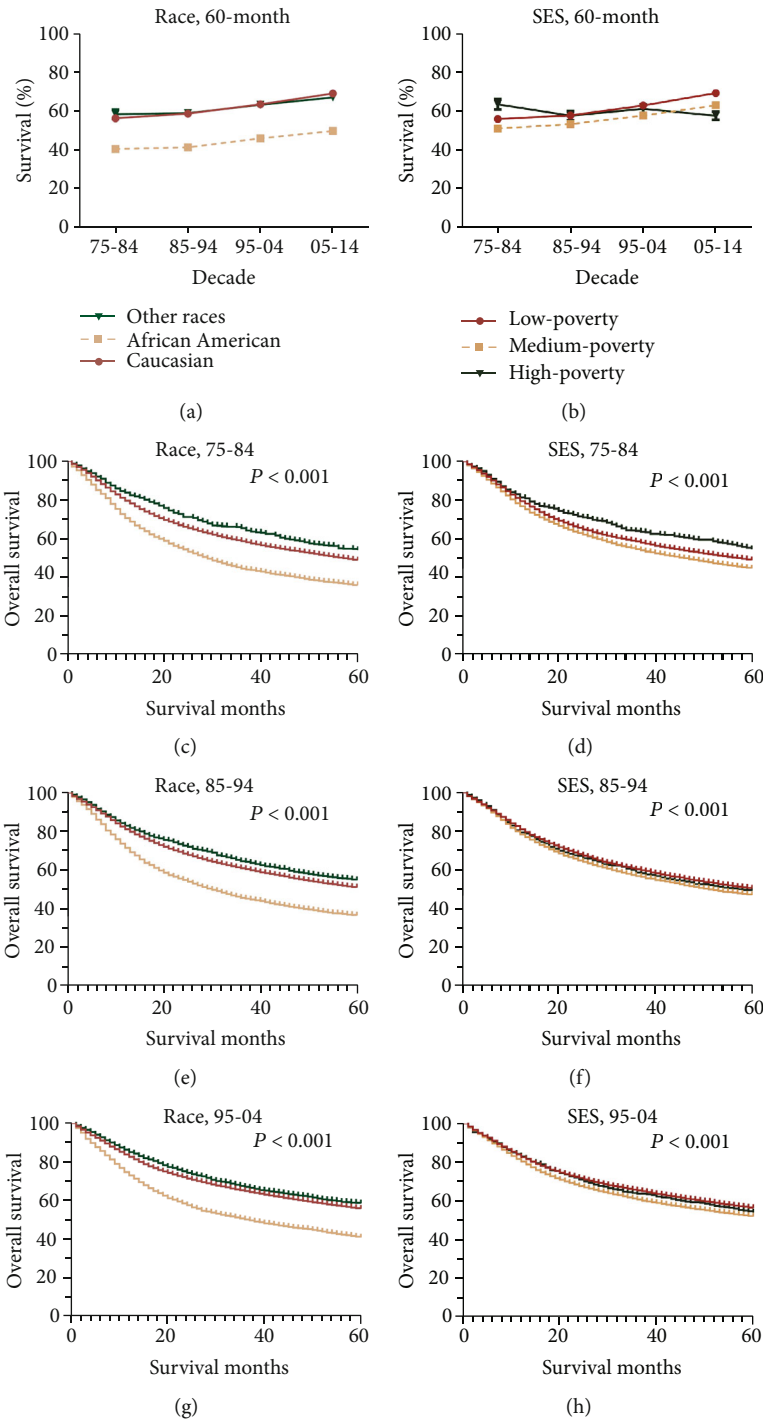 Race, 60-month
100
80
60
40
20
0
Survival (%)
75-84 85-94 95-04 05-14
Decade
Other races
African American
Caucasian
(a)
SES, 60-month
100
80
60
40
20
0
Survival (%)
75-84 85-94 95-04 05-14
Decade
Low-poverty
Medium-poverty
High-poverty
(b)
Race, 75-84
P < 0.001
100
80
60
40
20
0
Overall survival
0 20 40 60
Survival months
(c)
SES, 75-84
P < 0.001
100
80
60
40
20
0
Overall survival
0 20 40 60
Survival months
(d)
Race, 85-94
P < 0.001
100
80
60
40
20
0
Overall survival
0 20 40 60
Survival months
(e)
SES, 85-94
P < 0.001
100
80
60
40
20
0
Overall survival
0 20 40 60
Survival months
(f)
Race, 95-04
P < 0.001
100
80
60
40
20
0
Overall survival
0 20 40 60
Survival months
(g)
SES, 95-04
P < 0.001
100
80
60
40
20
0
Overall survival
0 20 40 60
Survival months
(h)